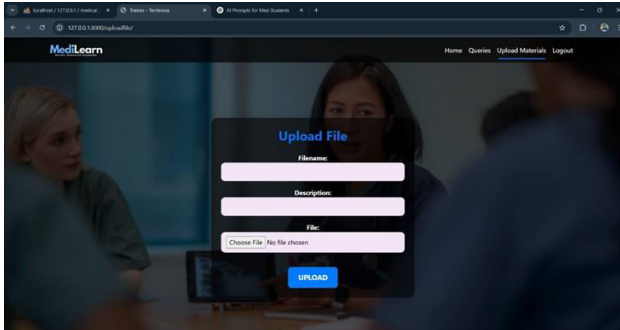 localhost / 127.0.0.1 / medical
Trainer - Techvivo
AI Prompts for Med Students
127.0.0.1:8000/uploadfile/
MediLearn
Home Queries Upload Materials Logout
Upload File
Filename:
Description:
File:
Choose File No file chosen
UPLOAD